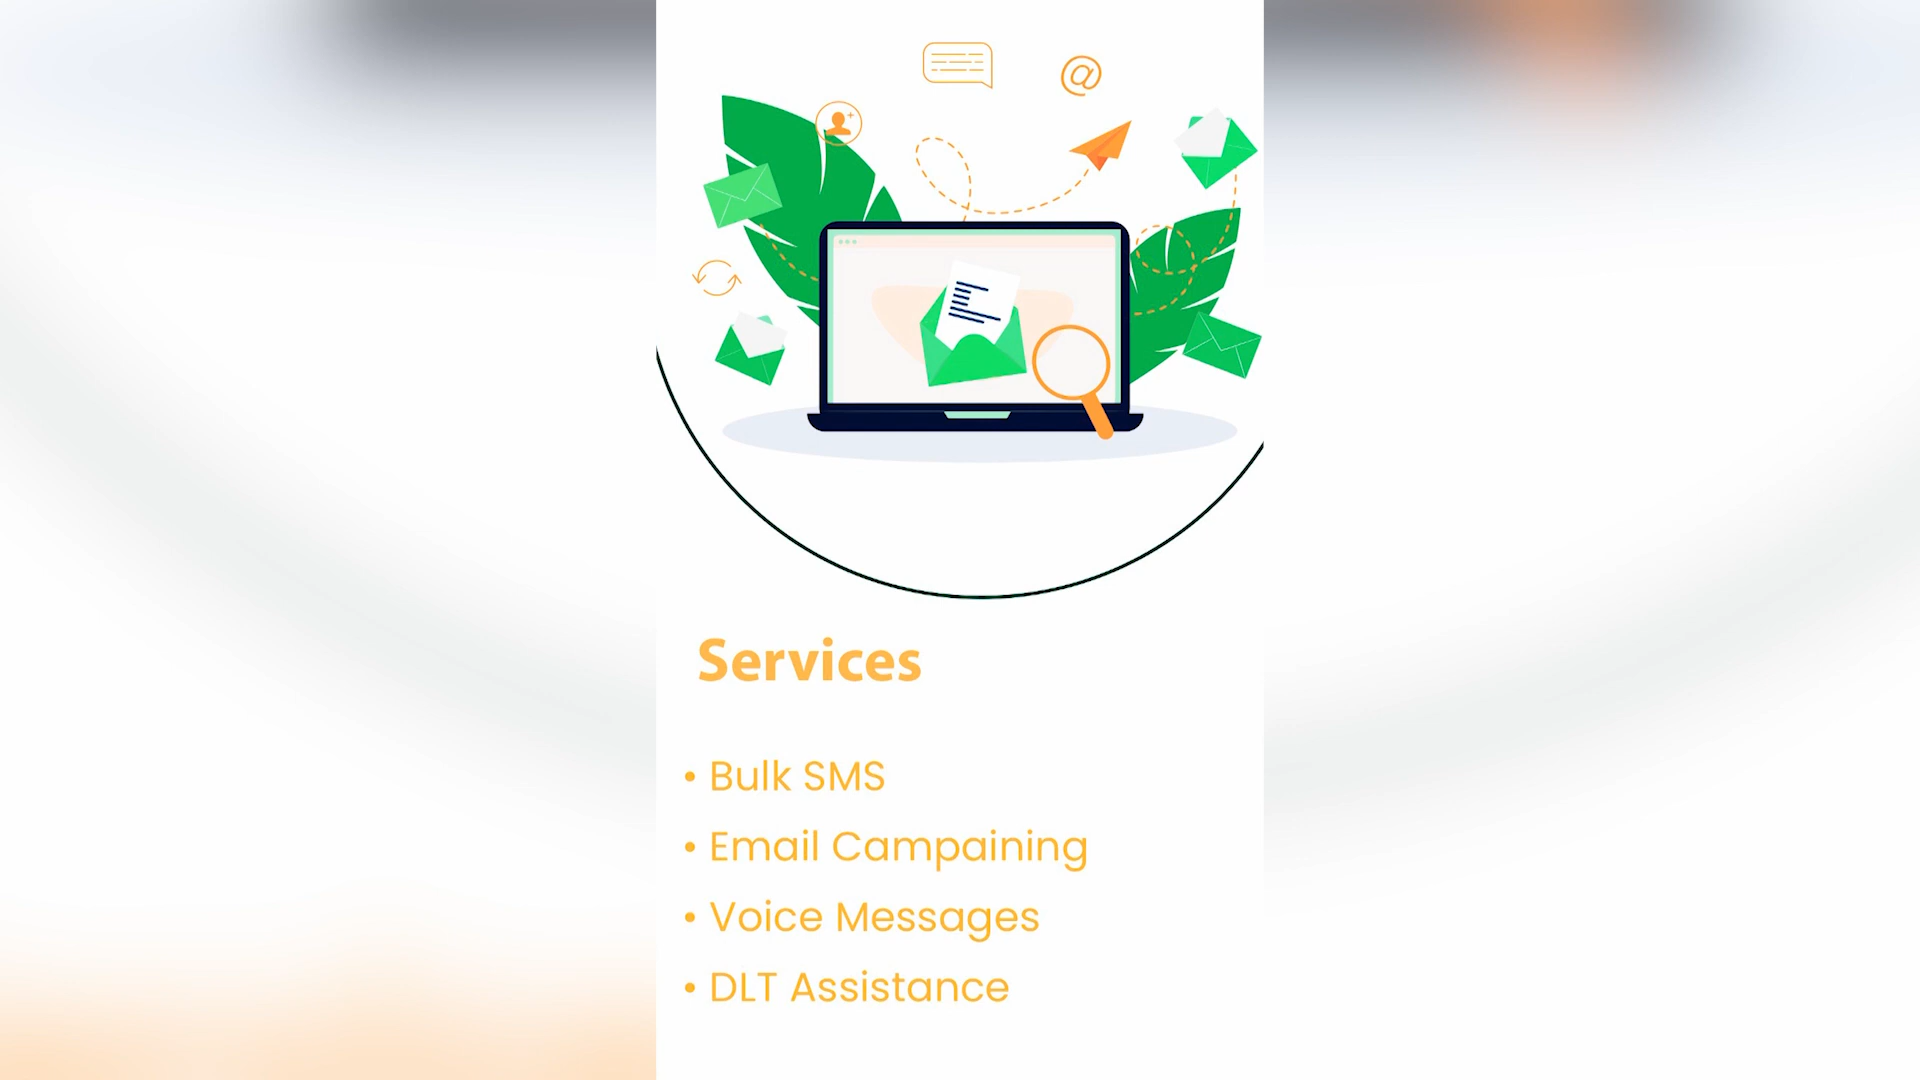 @
Services
• Bulk SMS
• Email Campaining
• Voice Messages
• DLT Assistance